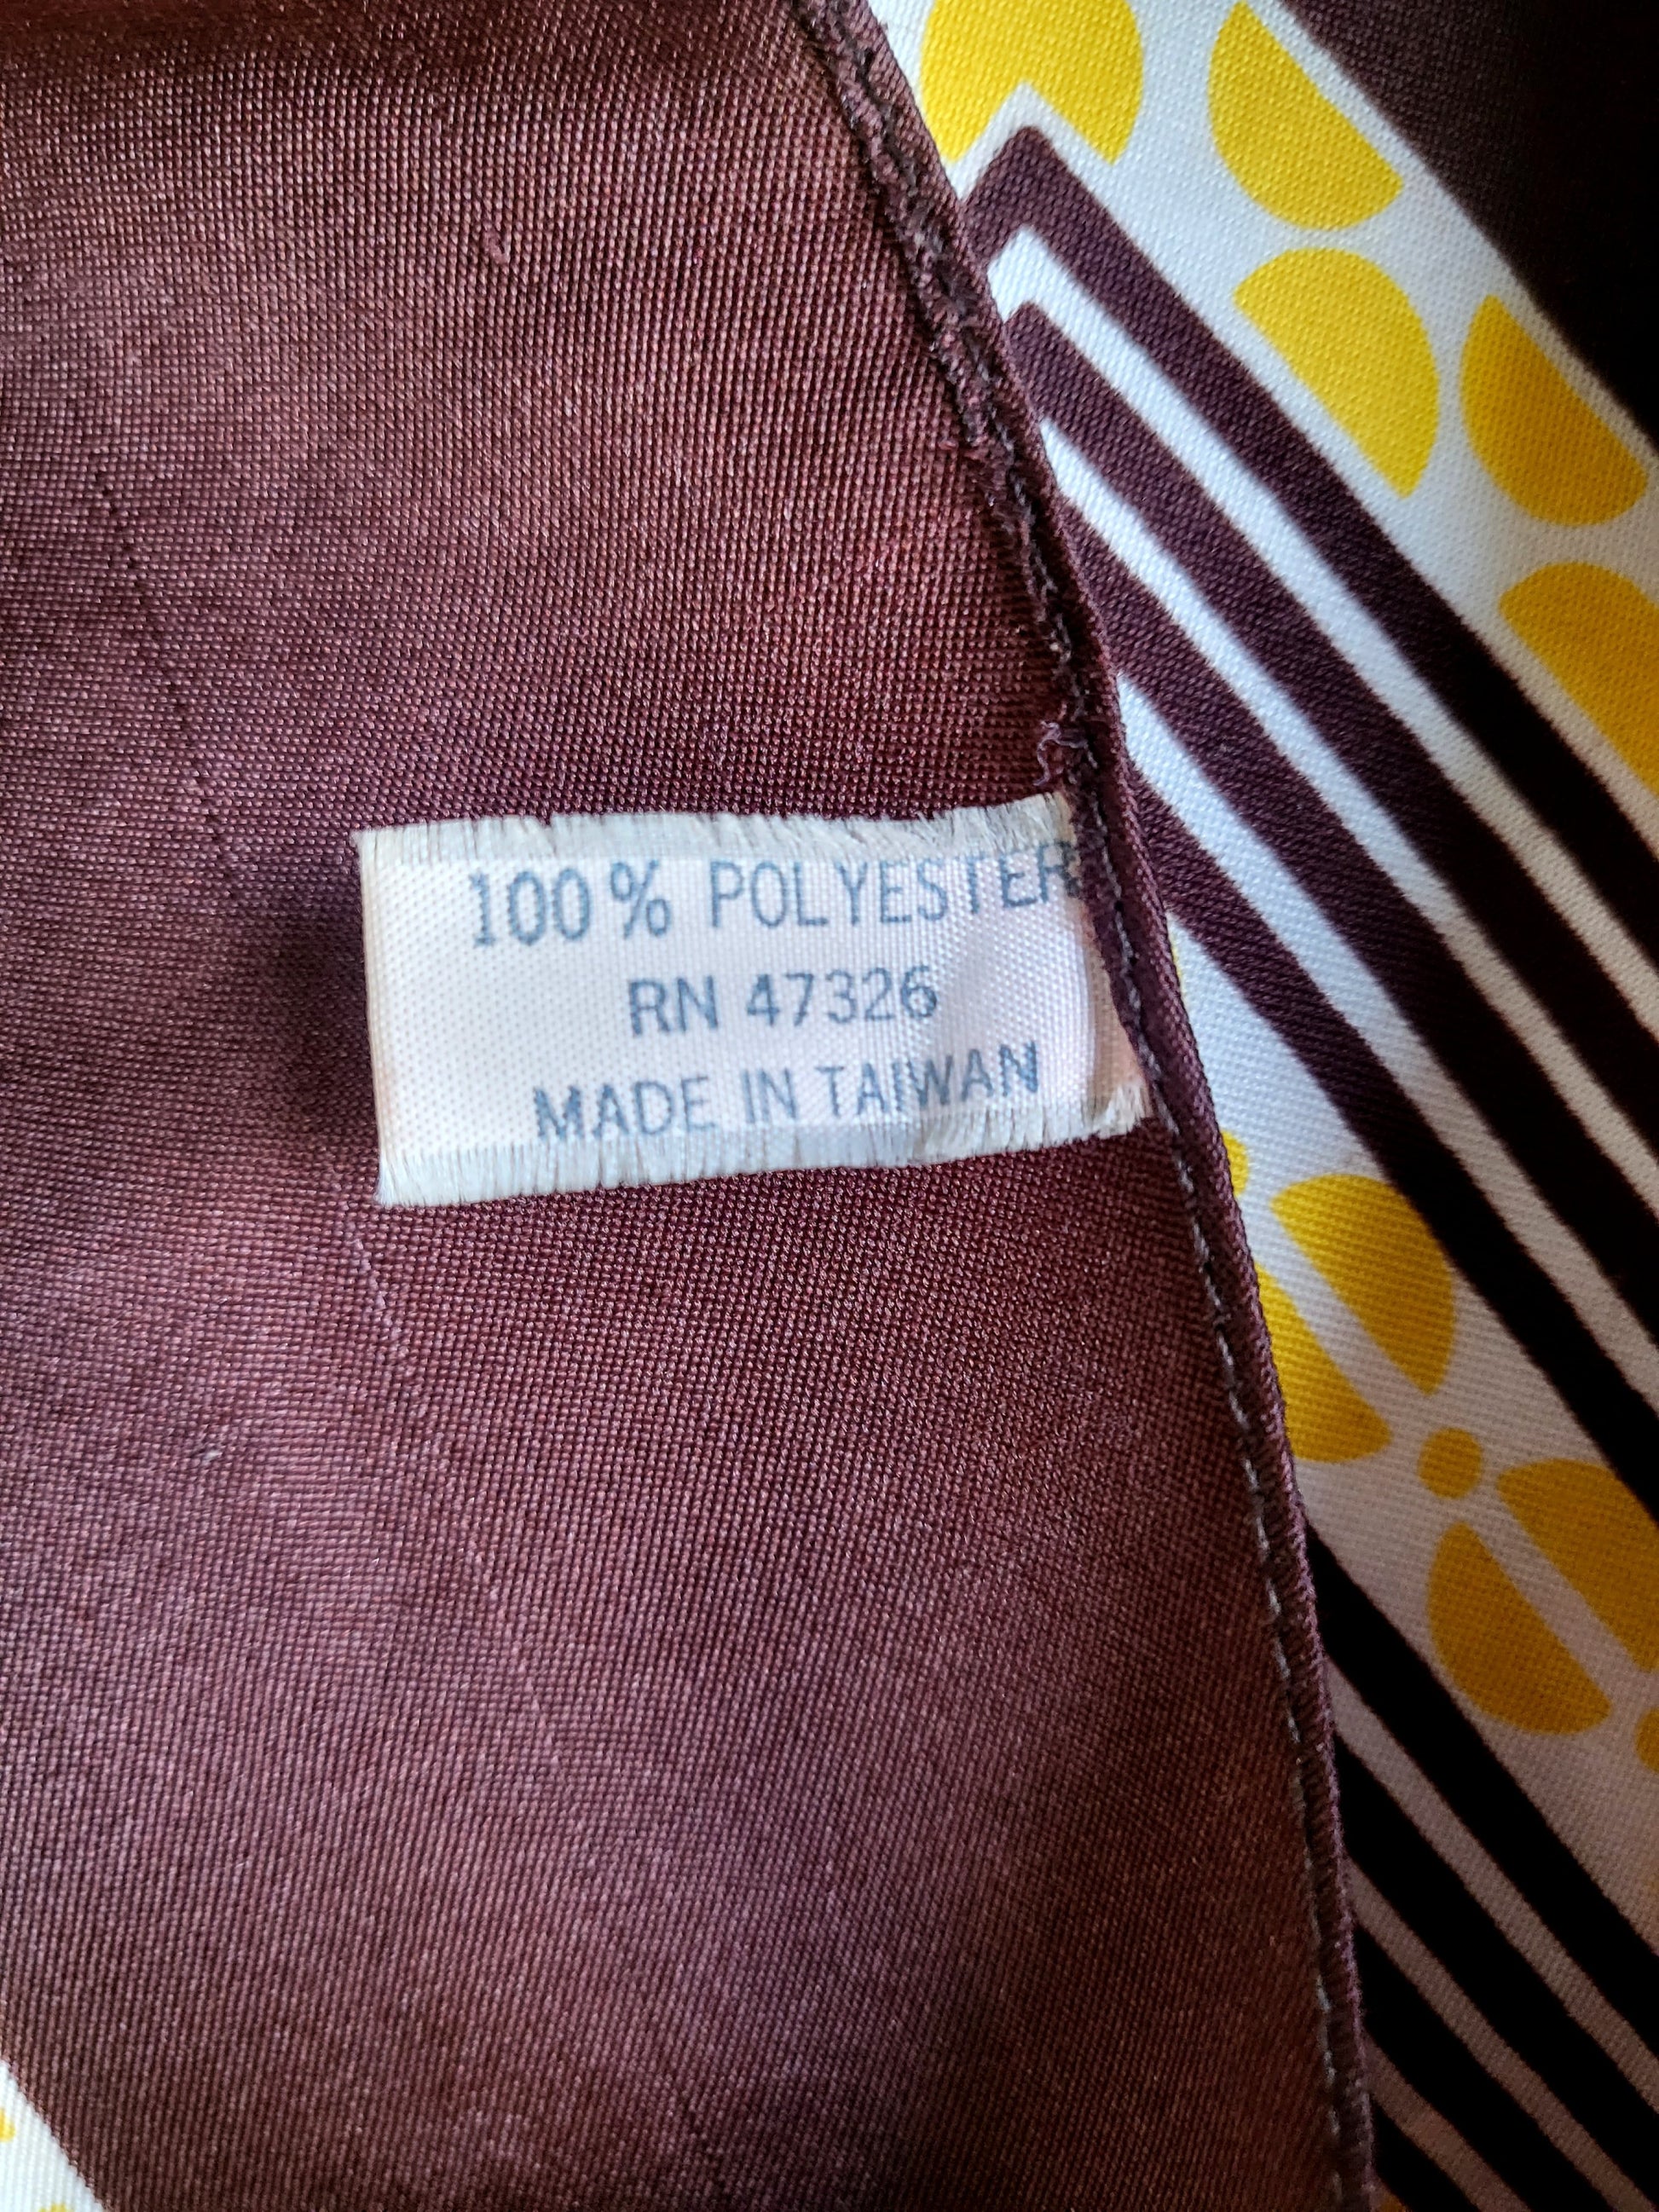 100% POLYESTER
RN 47326
MADE IN TAIWAN